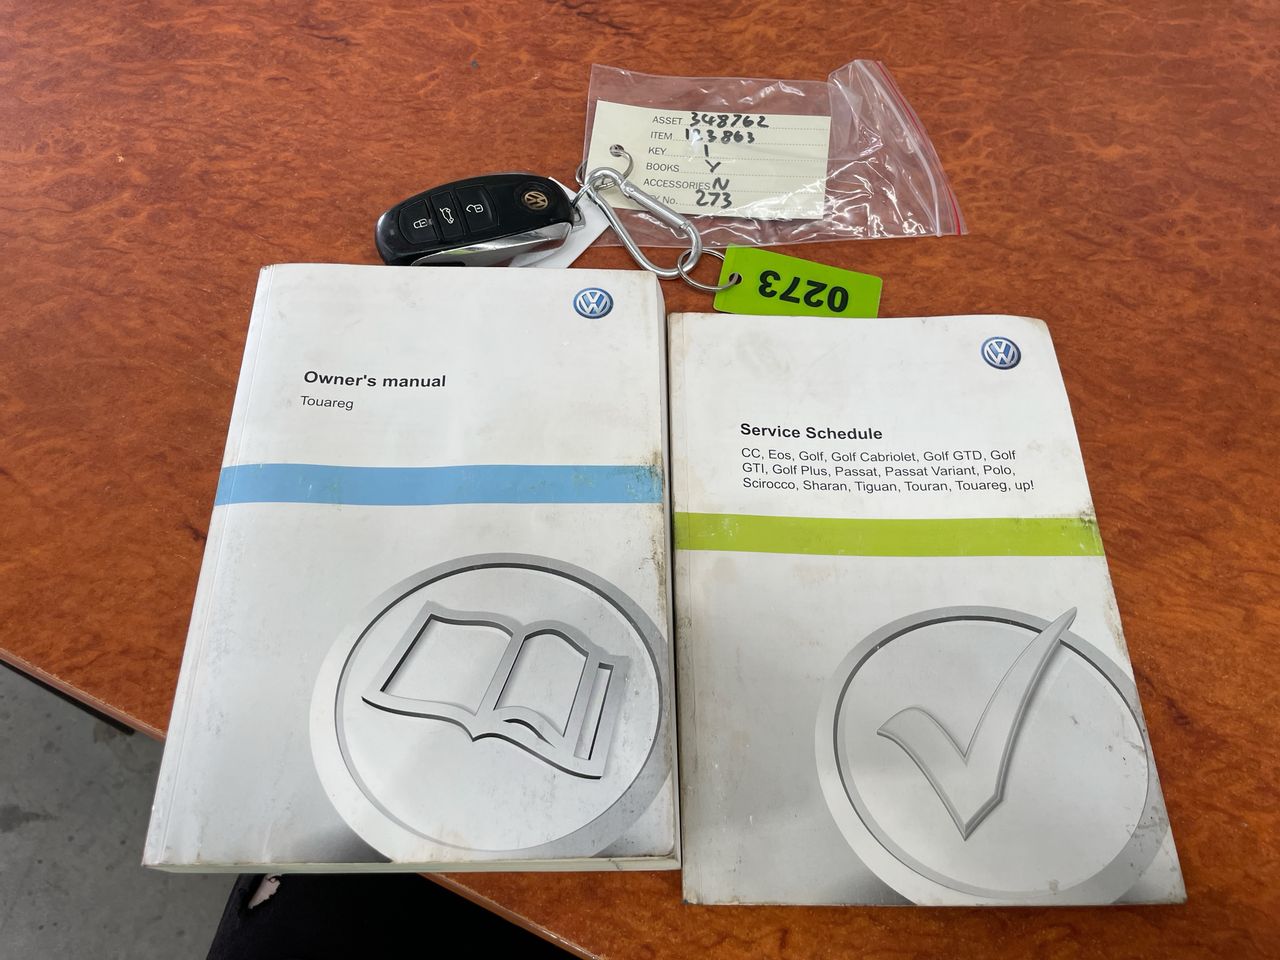 ASSET 348762
ITEM 123863
KEY 1
BOOKS Y
ACCESSORIES N
No. 273
0273
Owner's manual
Touareg
Service Schedule
CC, Eos, Golf, Golf Cabriolet, Golf GTD, Golf
GTI, Golf Plus, Passat, Passat Variant, Polo,
Scirocco, Sharan, Tiguan, Touran, Touareg, up!